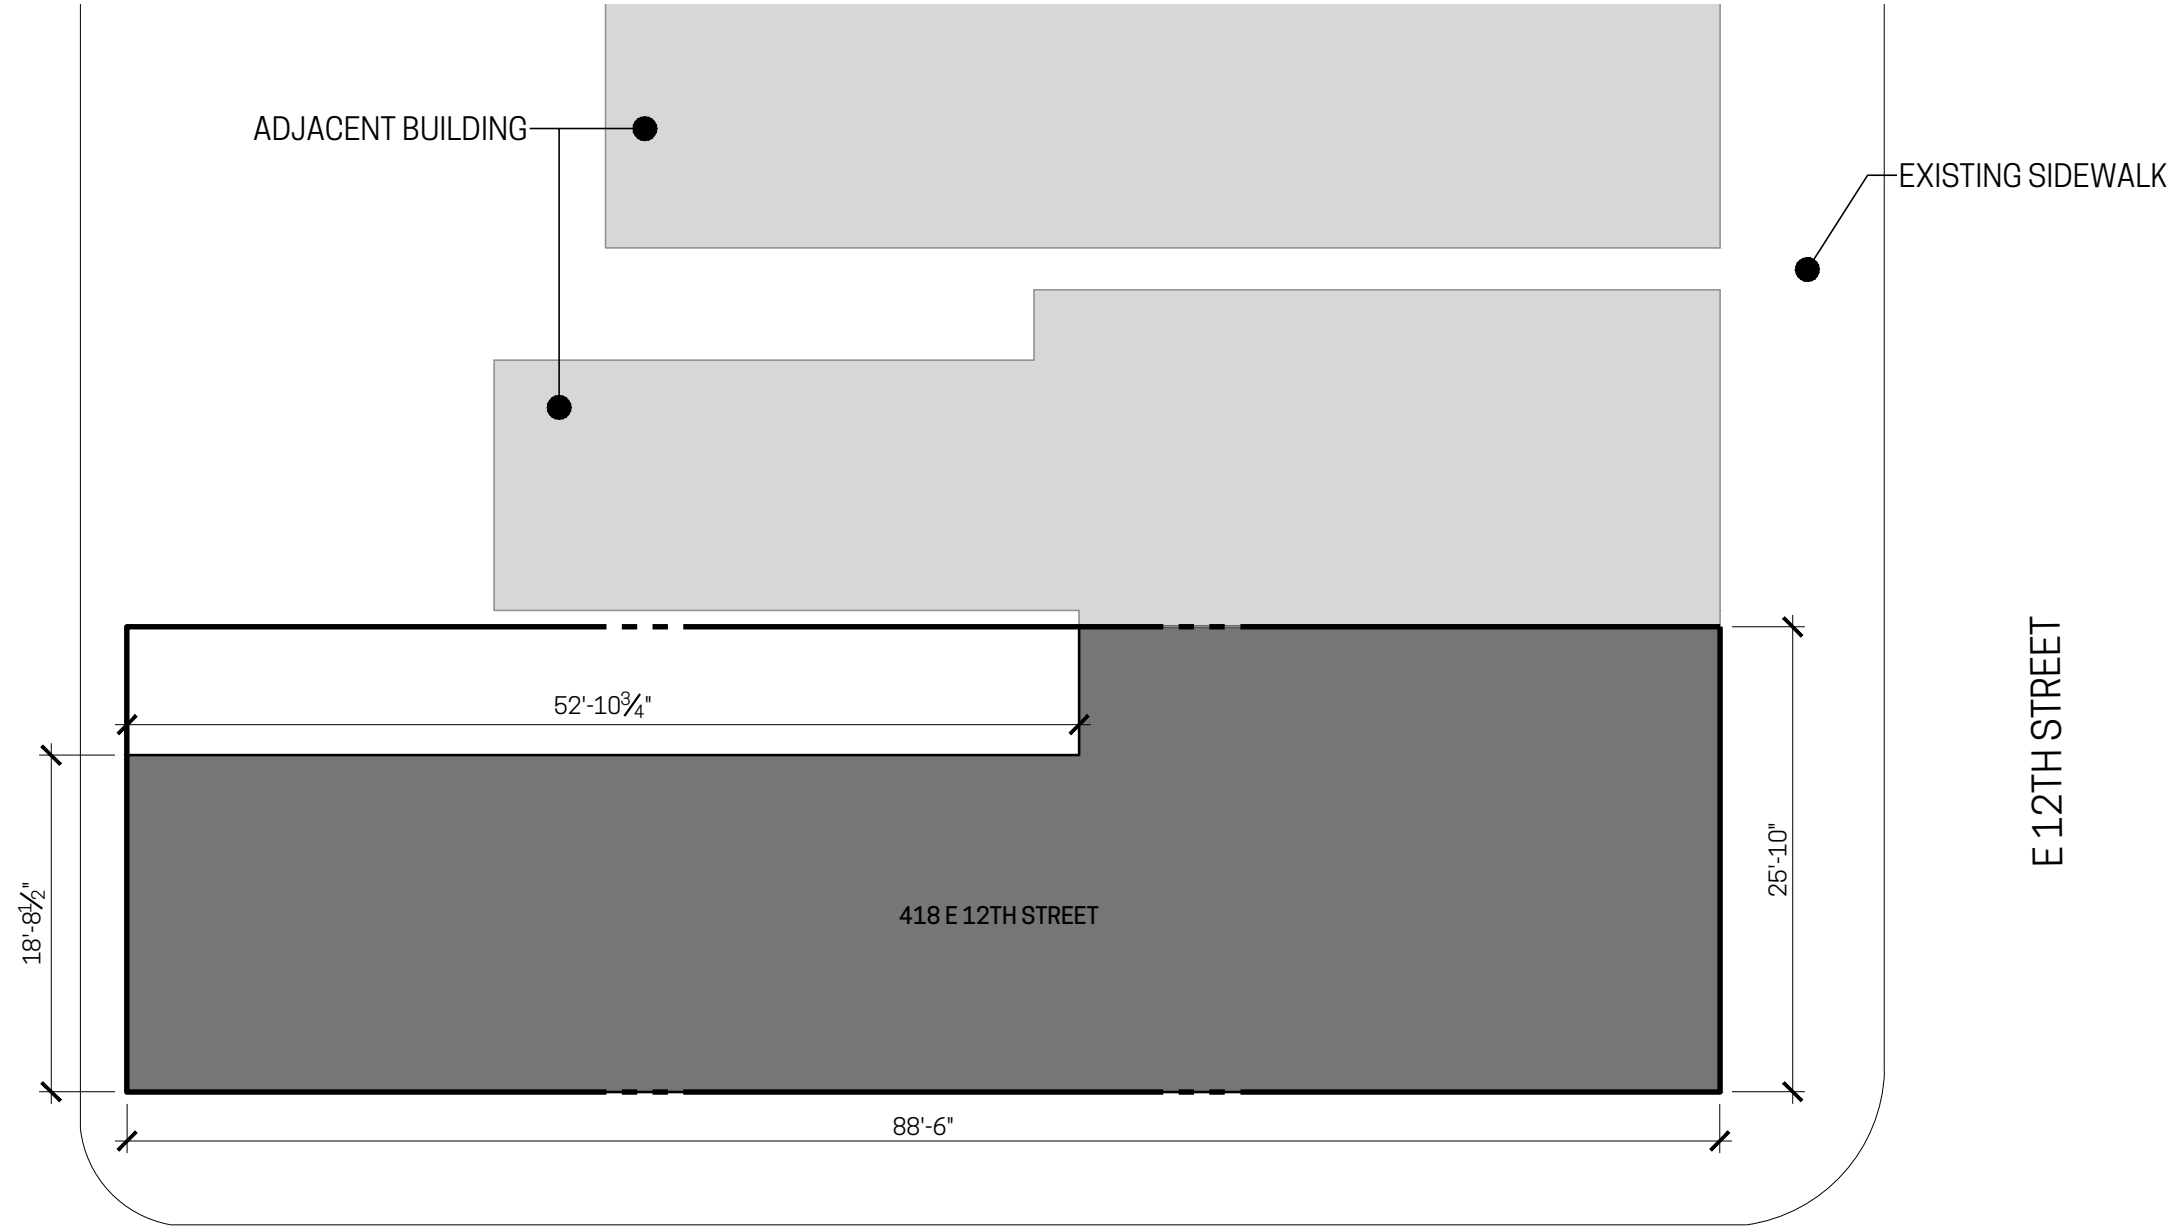 ADJACENT BUILDING
EXISTING SIDEWALK
52'-10¾"
18'-8½"
418 E 12TH STREET
25'-10"
E 12TH STREET
88'-6"